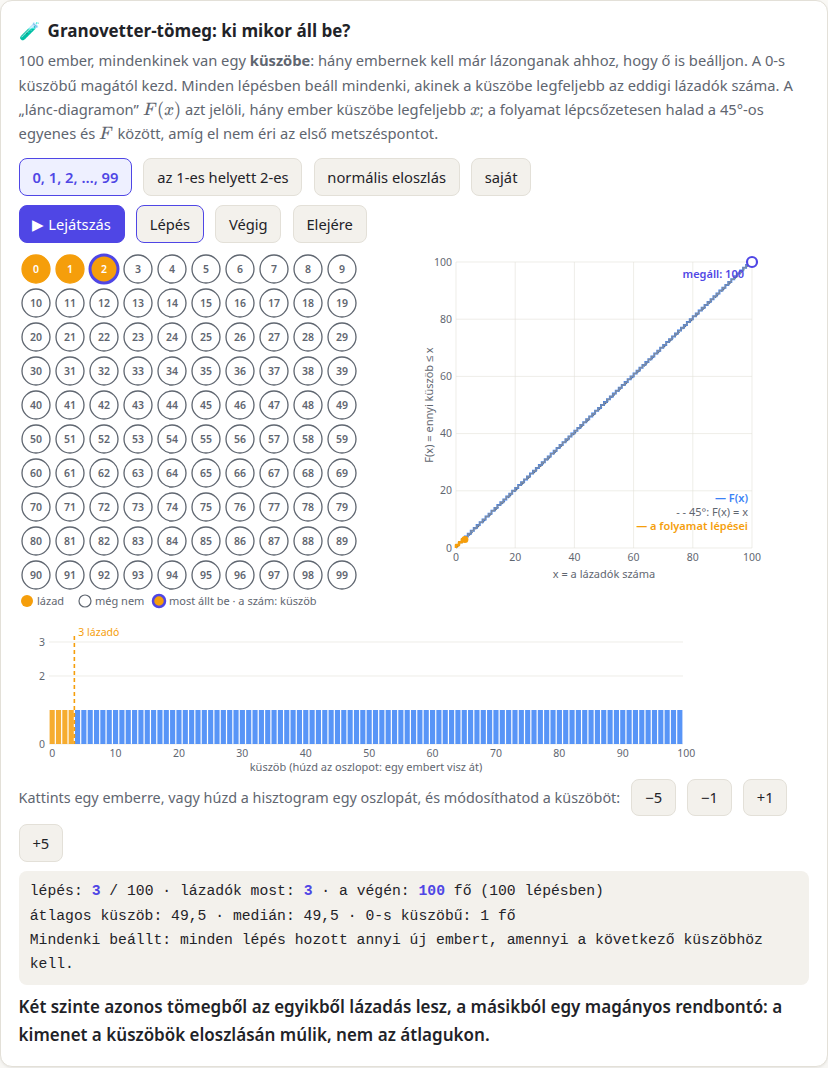 🧪 Granovetter-tömeg: ki mikor áll be?
100 ember, mindenkinek van egy küszöbe: hány embernek kell már lázonganak ahhoz, hogy ő is beálljon. A 0-s
küszöbű magától kezd. Minden lépésben beáll mindenki, akinek a küszöbe legfeljebb az eddigi lázadók száma. A
„lánc-diagramon” F(x) azt jelöli, hány ember küszöbe legfeljebb x; a folyamat lépcsőzetesen halad a 45°-os
egyenes és F között, amíg el nem éri az első metszéspontot.
0, 1, 2, …, 99 az 1-es helyett 2-es normális eloszlás saját
▶ Lejátszás Lépés Végig Elejére
0 1 2 3 4 5 6 7 8 9
10 11 12 13 14 15 16 17 18 19
20 21 22 23 24 25 26 27 28 29
30 31 32 33 34 35 36 37 38 39
40 41 42 43 44 45 46 47 48 49
50 51 52 53 54 55 56 57 58 59
60 61 62 63 64 65 66 67 68 69
70 71 72 73 74 75 76 77 78 79
80 81 82 83 84 85 86 87 88 89
90 91 92 93 94 95 96 97 98 99
lázad még nem most állt be · a szám: küszöb
F(x) = ennyi küszöb ≤ x
100
80
60
40
20
0
megáll: 100
— F(x)
- - 45°: F(x) = x
— a folyamat lépései
0 20 40 60 80 100
x = a lázadók száma
3 lázadó
3
2
0
0 10 20 30 40 50 60 70 80 90 100
küszöb (húzd az oszlopot: egy embert visz át)
Kattints egy emberre, vagy húzd a hisztogram egy oszlopát, és módosíthatod a küszöböt: −5 −1 +1
+5
lépés: 3 / 100 · lázadók most: 3 · a végén: 100 fő (100 lépésben)
átlagos küszöb: 49,5 · medián: 49,5 · 0-s küszöbű: 1 fő
Mindenki beállt: minden lépés hozott annyi új embert, amennyi a következő küszöbhöz
kell.
Két szinte azonos tömegből az egyikből lázadás lesz, a másikból egy magányos rendbontó: a
kimenet a küszöbök eloszlásán múlik, nem az átlagukon.